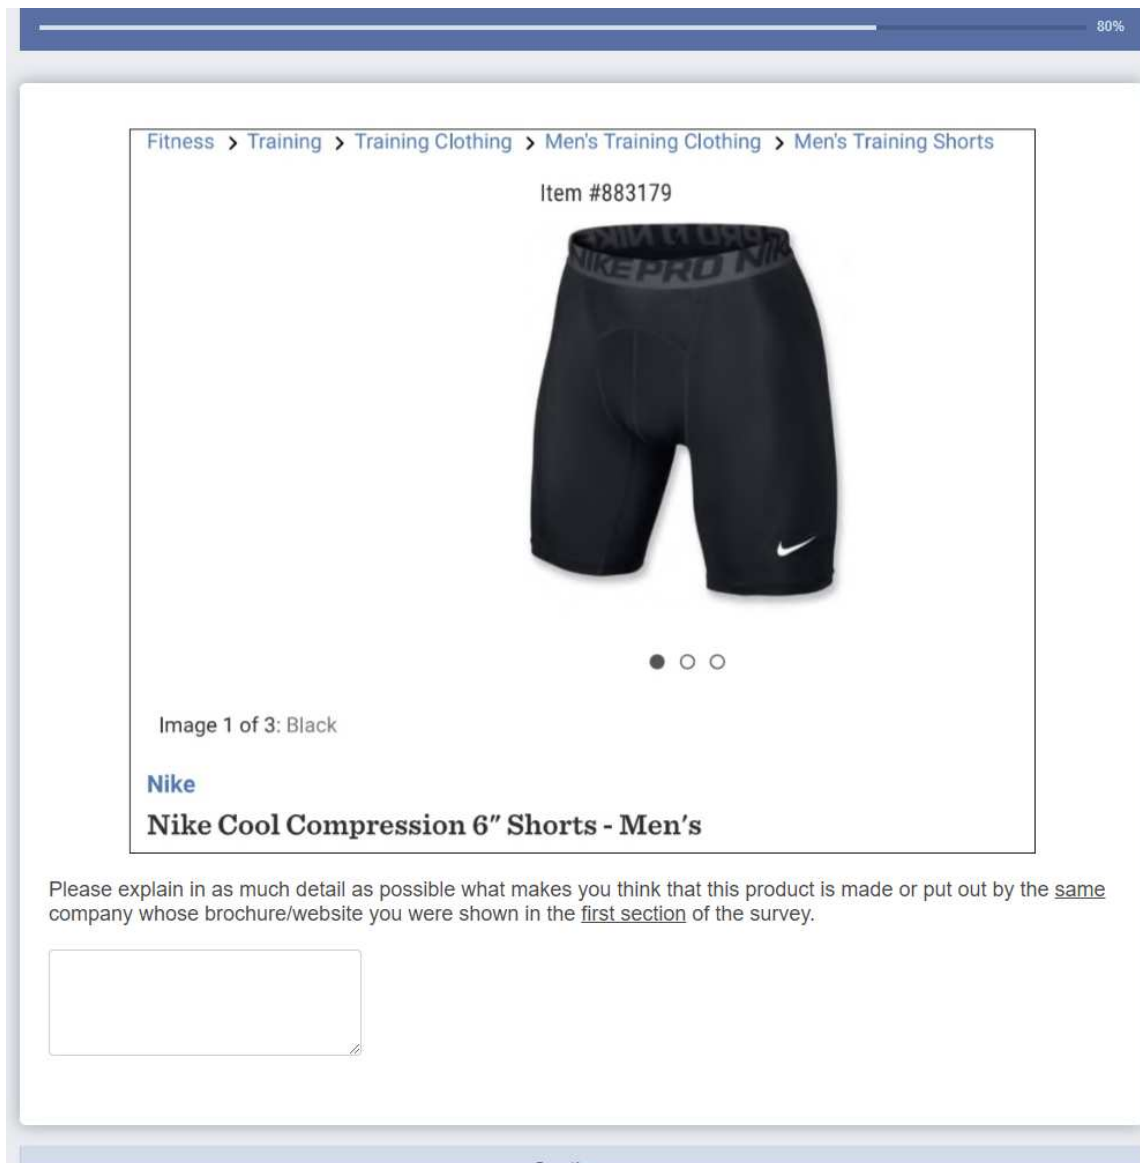 80%
Fitness > Training > Training Clothing > Men's Training Clothing > Men's Training Shorts
Item #883179
NIKE PRO NIK
Image 1 of 3: Black
Nike
Nike Cool Compression 6″ Shorts - Men's
Please explain in as much detail as possible what makes you think that this product is made or put out by the same
company whose brochure/website you were shown in the first section of the survey.